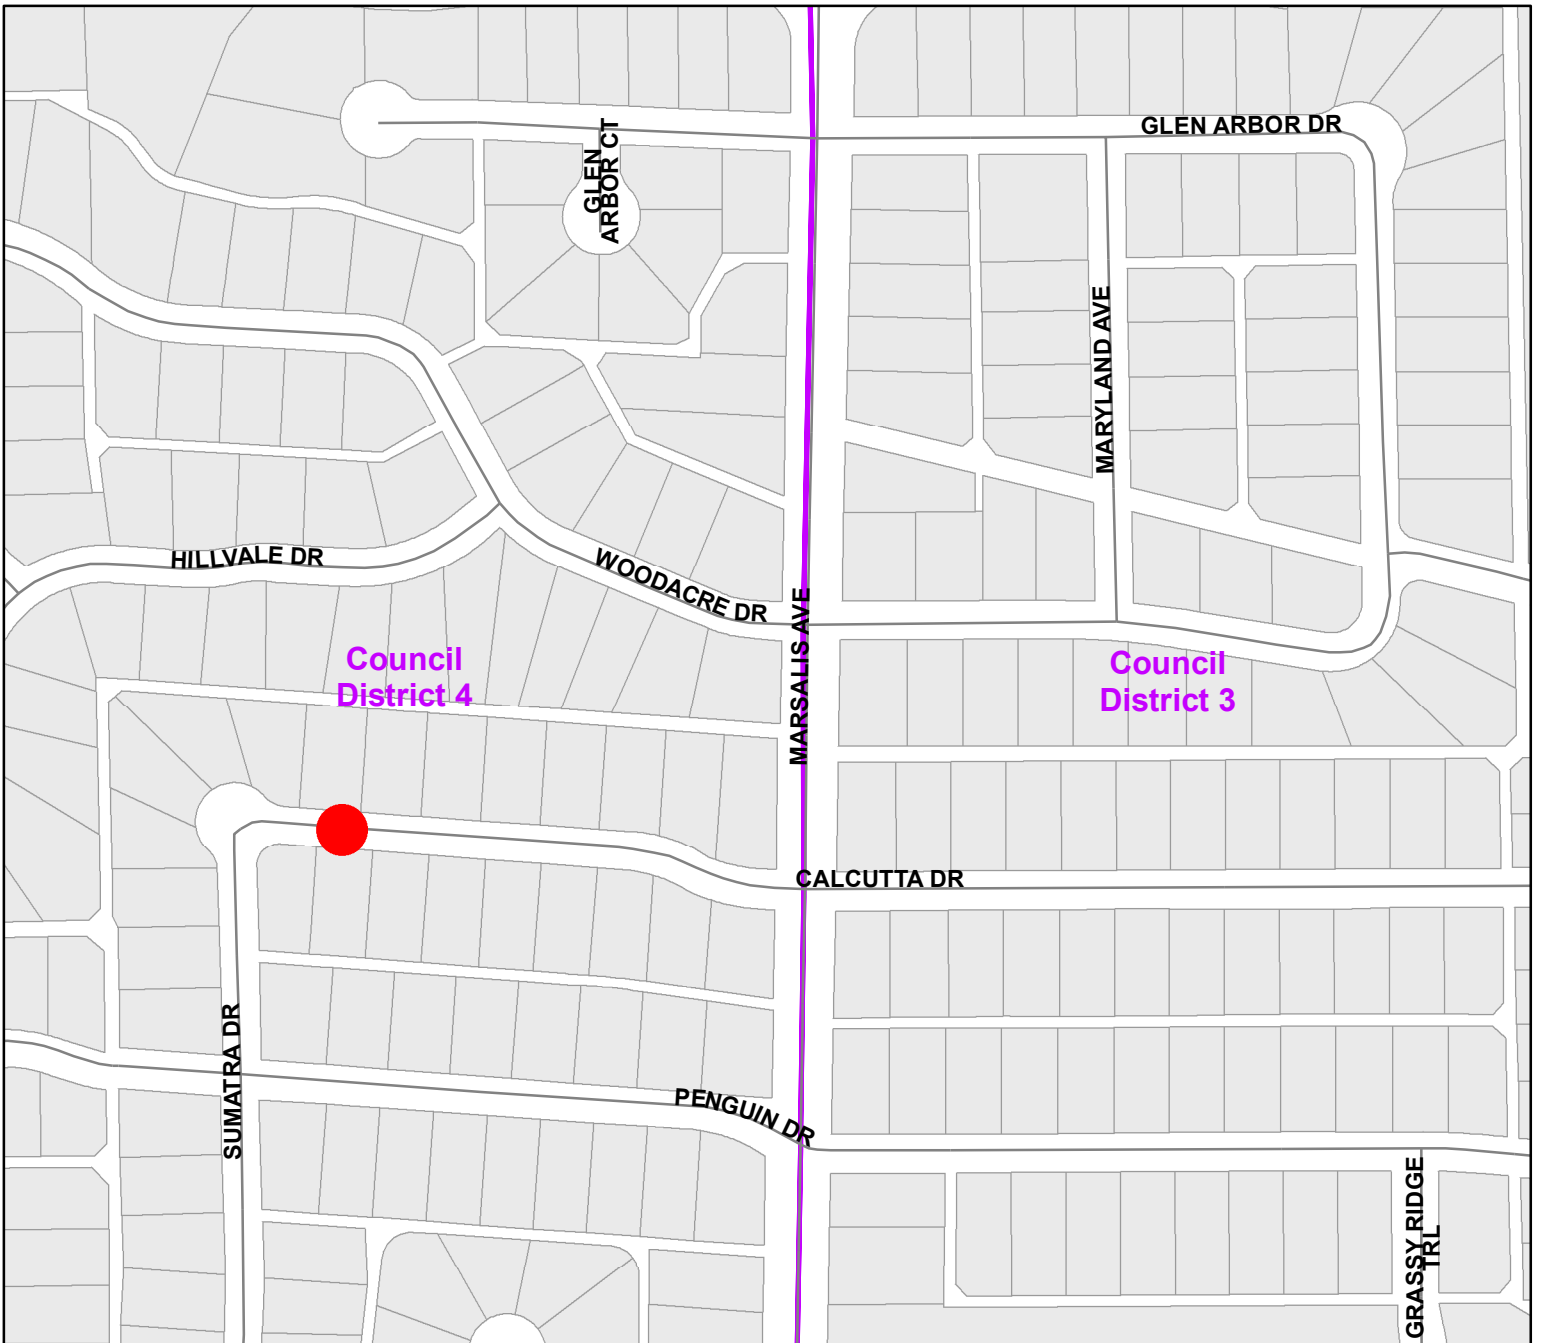 GLEN ARBOR DR
GLEN
ARBOR CT
MARYLAND AVE
HILLVALE DR
WOODACRE DR
MARSALIS AVE
Council
District 4
Council
District 3
CALCUTTA DR
SUMATRA DR
PENGUIN DR
GRASSY RIDGE
TRL